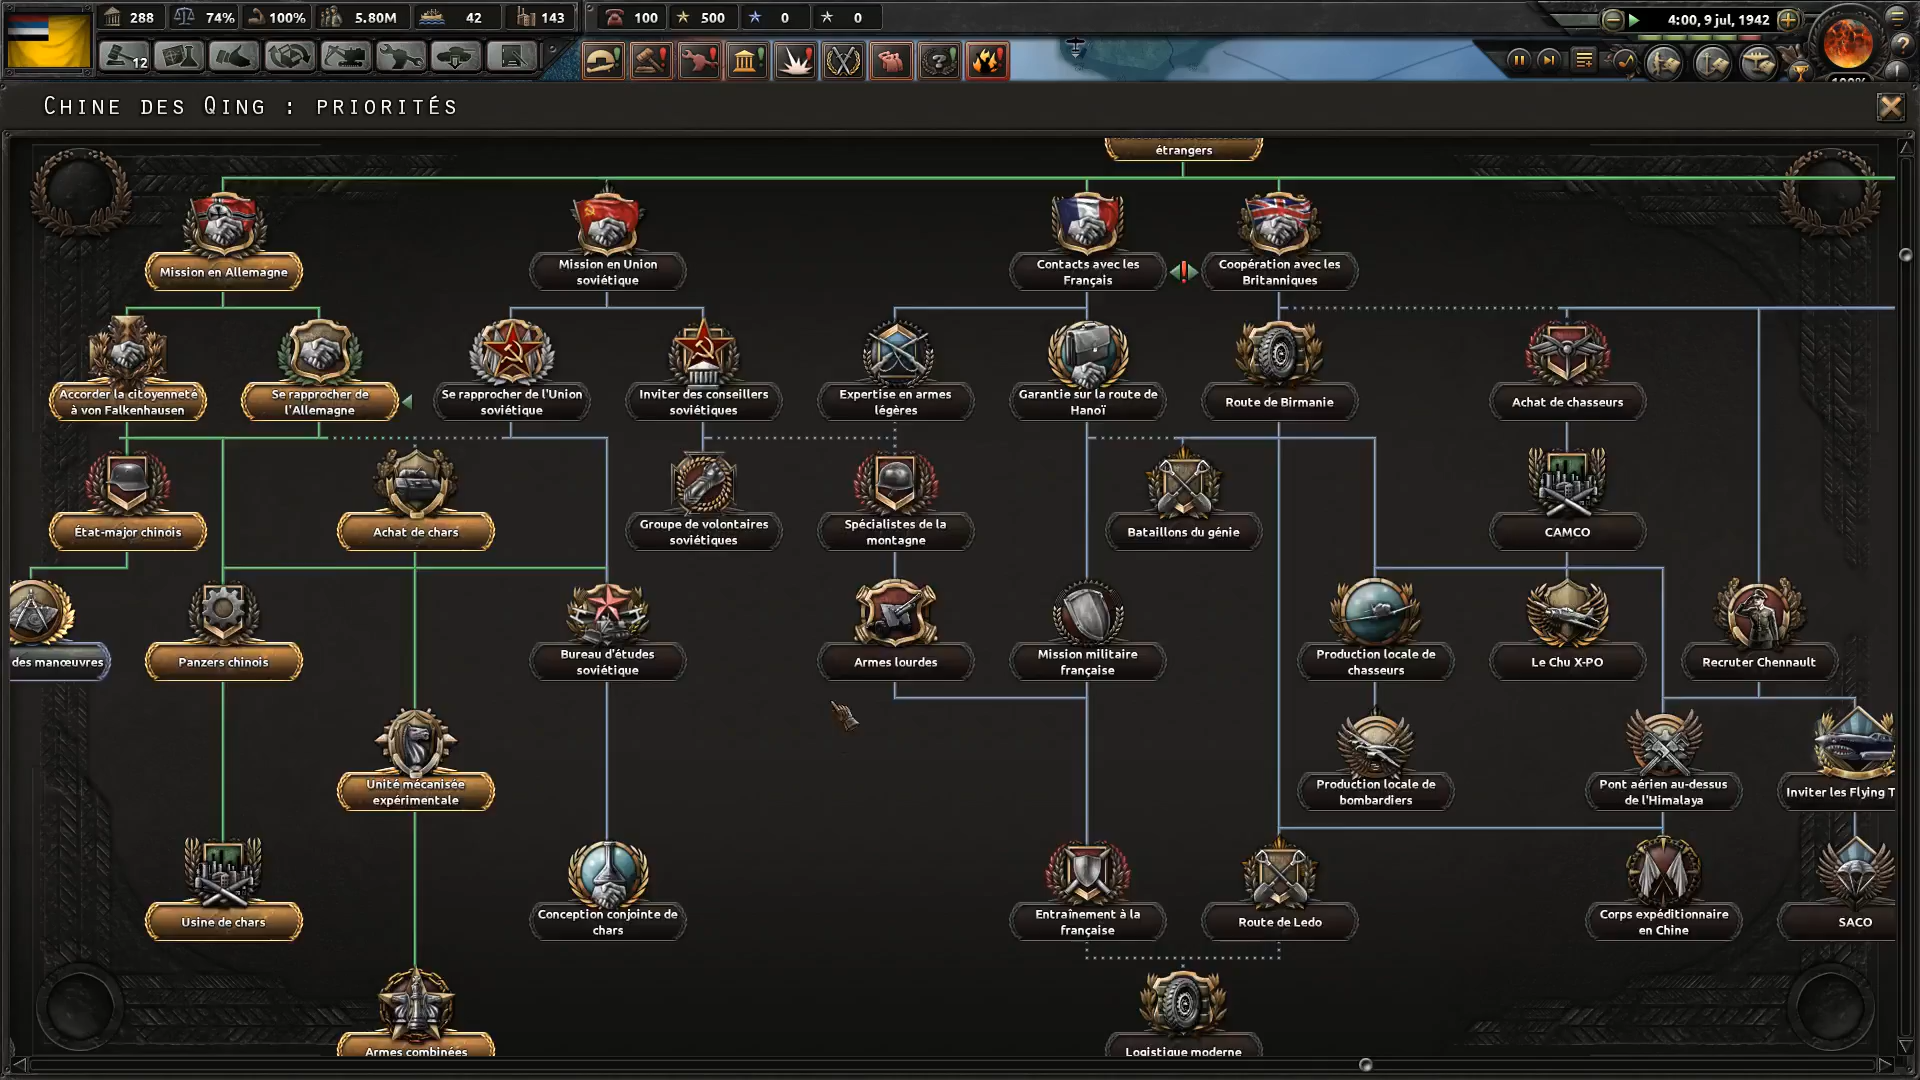 288
74%
100%
5.80M
42
143
100
500
0
0
4:00, 9 jul, 1942
12
Chine des Qing : priorités
étrangers
Mission en Allemagne
Mission en Union
soviétique
Contacts avec les
Français
Coopération avec les
Britanniques
Accorder la citoyenneté
à von Falkenhausen
Se rapprocher de
l'Allemagne
Se rapprocher de l'Union
soviétique
Inviter des conseillers
soviétiques
Expertise en armes
légères
Garantie sur la route de
Hanoï
Route de Birmanie
Achat de chasseurs
État-major chinois
Achat de chars
Groupe de volontaires
soviétiques
Spécialistes de la
montagne
Bataillons du génie
CAMCO
des manœuvres
Panzers chinois
Bureau d'études
soviétique
Armes lourdes
Mission militaire
française
Production locale de
chasseurs
Le Chu X-PO
Recruter Chennault
Unité mécanisée
expérimentale
Production locale de
bombardiers
Pont aérien au-dessus
de l'Himalaya
Inviter les Flying T
Usine de chars
Conception conjointe de
chars
Entraînement à la
française
Route de Ledo
Corps expéditionnaire
en Chine
SACO
Armes combinées
Logistique moderne